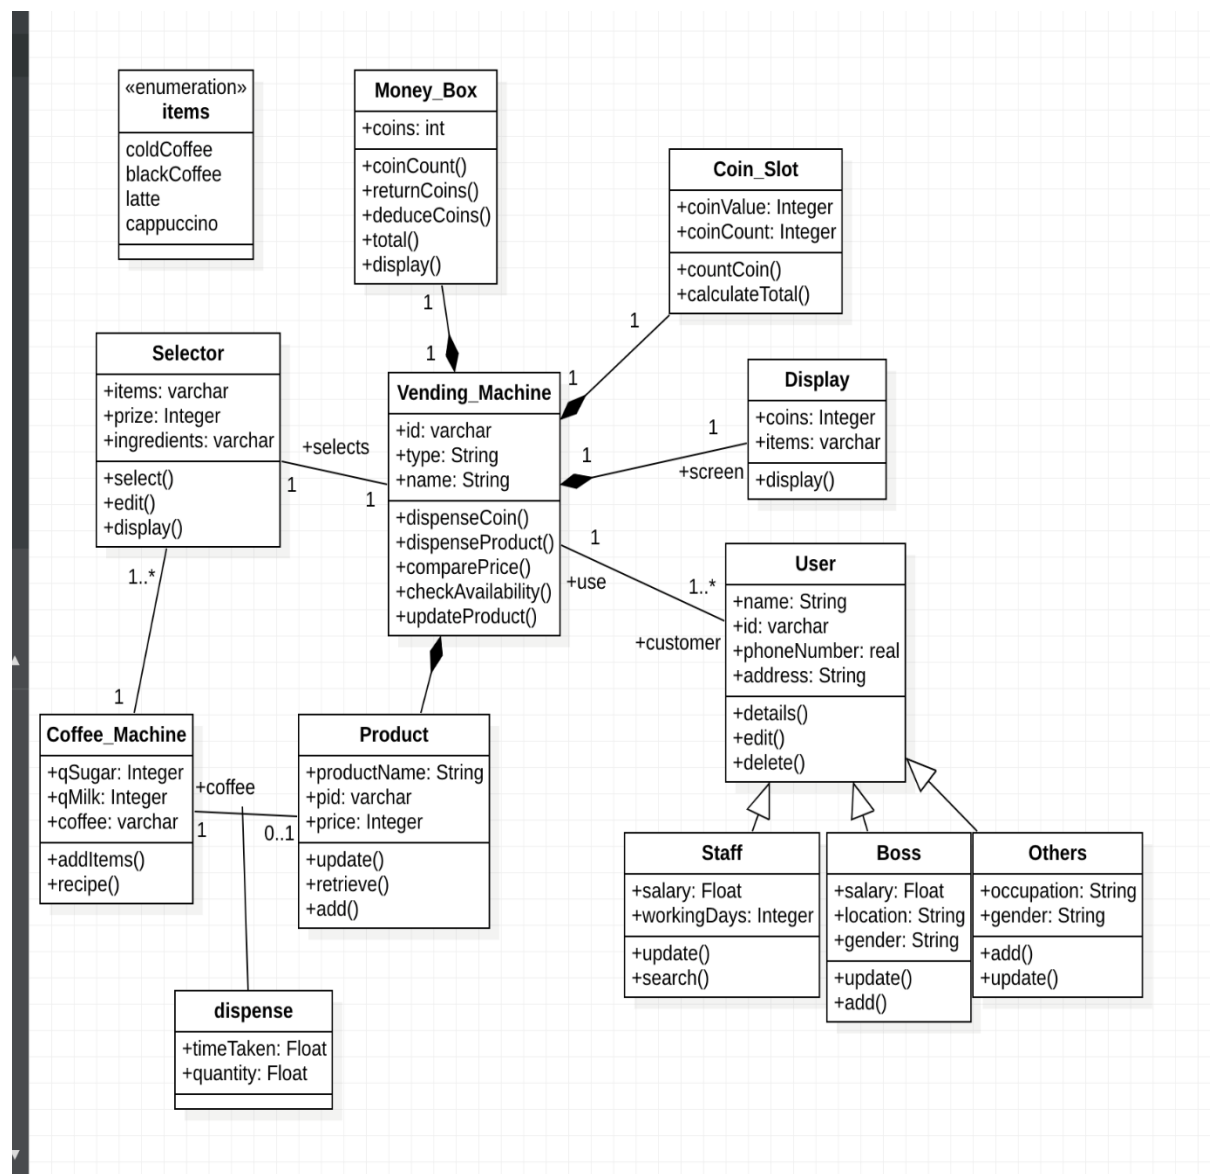 «enumeration»
items
coldCoffee
blackCoffee
latte
cappuccino
Money_Box
+coins: int
+coinCount()
+returnCoins()
+deduceCoins()
+total()
+display()
Coin_Slot
+coinValue: Integer
+coinCount: Integer
+countCoin()
+calculateTotal()
1
1
1
1
Selector
+items: varchar
+prize: Integer
+ingredients: varchar
+select()
+edit()
+display()
+selects
1
1
Vending_Machine
+id: varchar
+type: String
+name: String
+dispenseCoin()
+dispenseProduct()
+comparePrice()
+checkAvailability()
+updateProduct()
Display
+coins: Integer
+items: varchar
+display()
1
1
+screen
1
+use
1..*
+customer
User
+name: String
+id: varchar
+phoneNumber: real
+address: String
+details()
+edit()
+delete()
1..*
1
Coffee_Machine
+qSugar: Integer
+qMilk: Integer
+coffee: varchar
+addItems()
+recipe()
+coffee
1
0..1
Product
+productName: String
+pid: varchar
+price: Integer
+update()
+retrieve()
+add()
Staff
+salary: Float
+workingDays: Integer
+update()
+search()
Boss
+salary: Float
+location: String
+gender: String
+update()
+add()
Others
+occupation: String
+gender: String
+add()
+update()
dispense
+timeTaken: Float
+quantity: Float